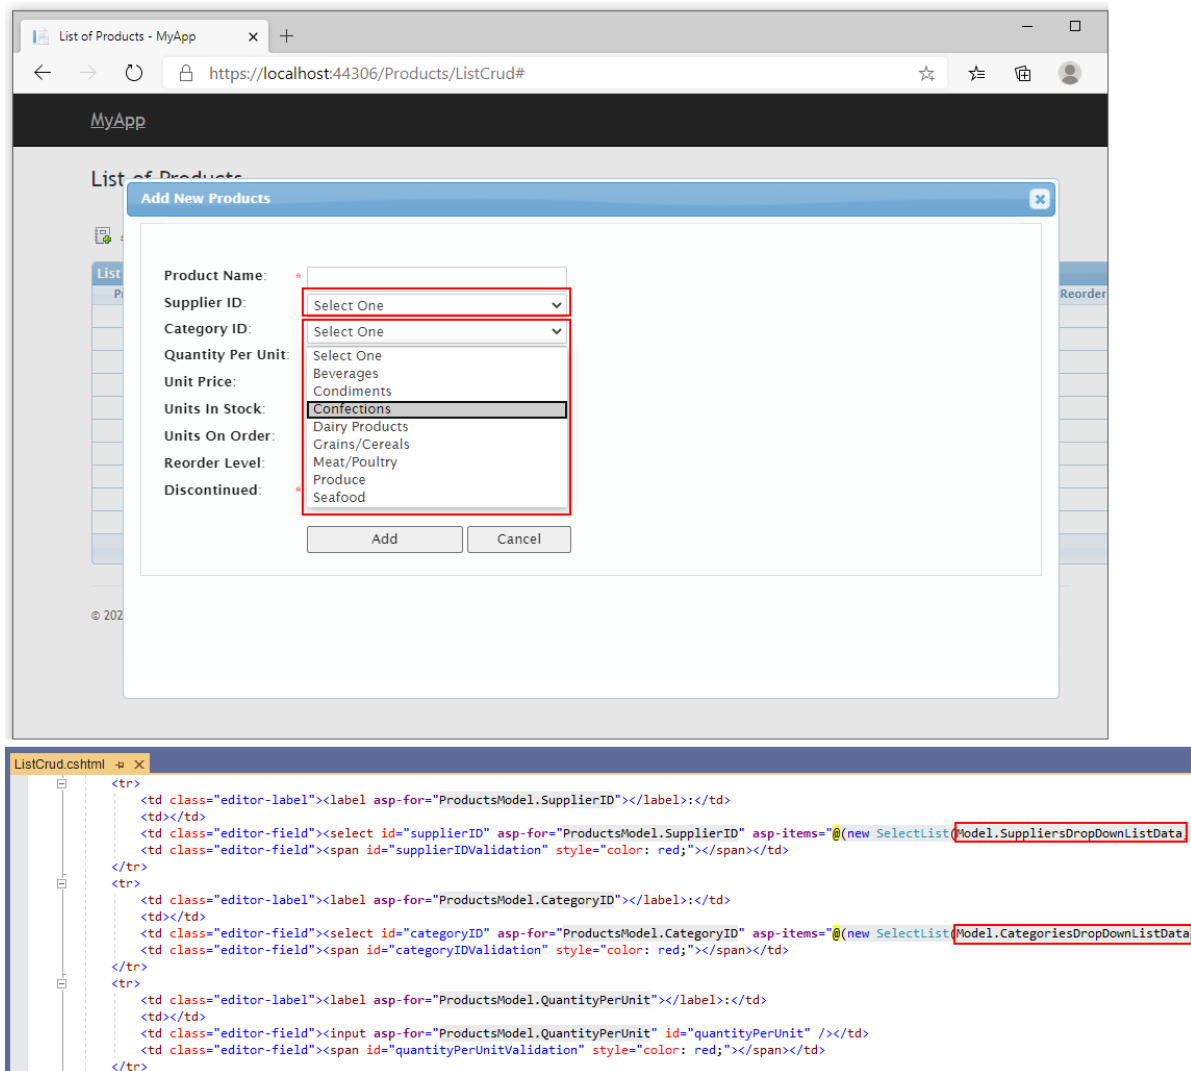 List of Products - MyApp
https://localhost:44306/Products/ListCrud#
MyApp
List of Products
Add New Products
List
Reorder
Product Name: *
Supplier ID: Select One
Category ID: Select One
Quantity Per Unit: Select One
Beverages
Unit Price:
Condiments
Units In Stock: Confections
Dairy Products
Units On Order:
Grains/Cereals
Reorder Level: Meat/Poultry
Produce
Discontinued: *
Seafood
Add Cancel
© 202
ListCrud.cshtml
<tr>
<td class="editor-label"><label asp-for="ProductsModel.SupplierID"></label>:</td>
<td></td>
<td class="editor-field"><select id="supplierID" asp-for="ProductsModel.SupplierID" asp-items="@(new SelectList(Model.SuppliersDropDownListData,
<td class="editor-field"><span id="supplierIDValidation" style="color: red;"></span></td>
</tr>
<tr>
<td class="editor-label"><label asp-for="ProductsModel.CategoryID"></label>:</td>
<td></td>
<td class="editor-field"><select id="categoryID" asp-for="ProductsModel.CategoryID" asp-items="@(new SelectList(Model.CategoriesDropDownListData
<td class="editor-field"><span id="categoryIDValidation" style="color: red;"></span></td>
</tr>
<tr>
<td class="editor-label"><label asp-for="ProductsModel.QuantityPerUnit"></label>:</td>
<td></td>
<td class="editor-field"><input asp-for="ProductsModel.QuantityPerUnit" id="quantityPerUnit" /></td>
<td class="editor-field"><span id="quantityPerUnitValidation" style="color: red;"></span></td>
</tr>